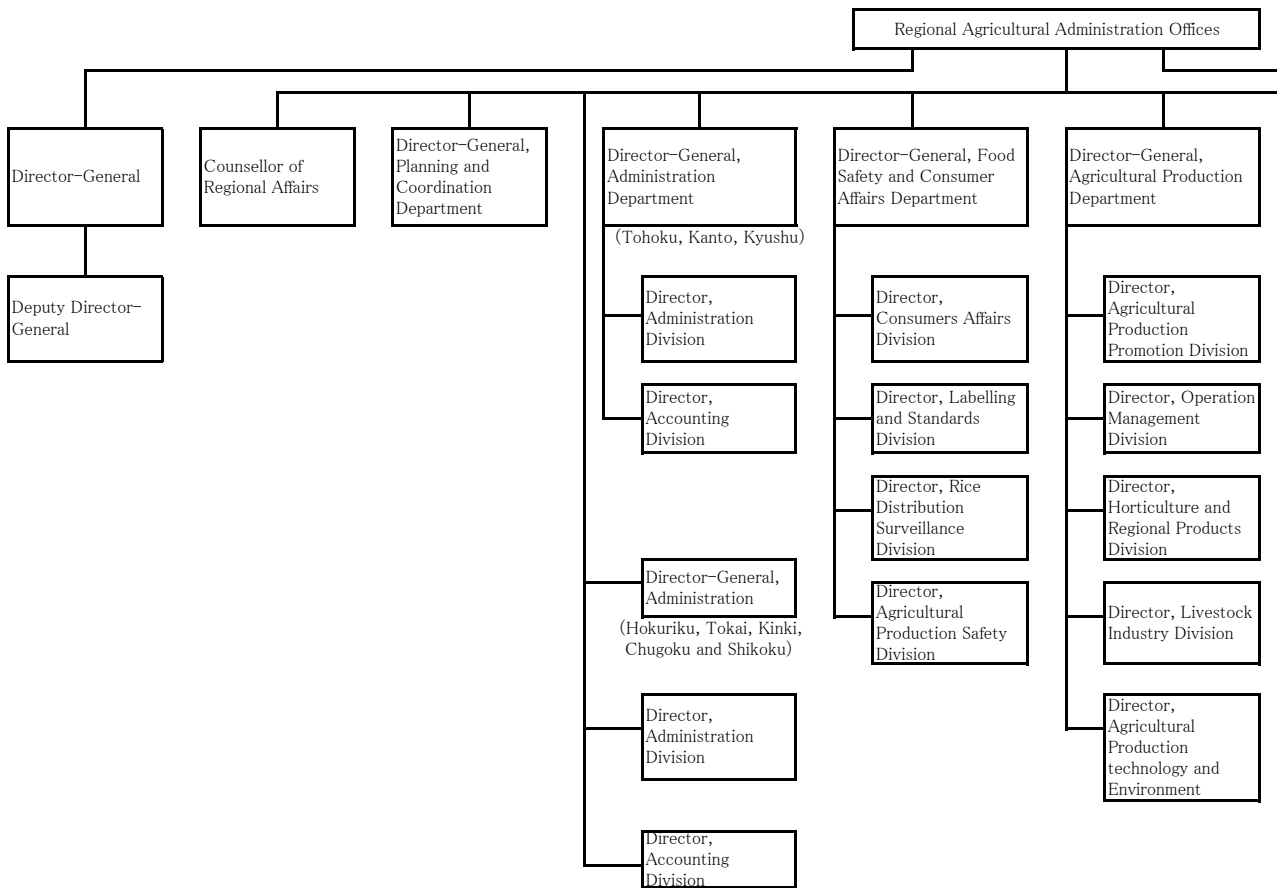 Regional Agricultural Administration Offices
Director-General
Deputy Director-
General
Counsellor of
Regional Affairs
Director-General,
Planning and
Coordination
Department
Director-General,
Administration
Department
(Tohoku, Kanto, Kyushu)
Director,
Administration
Division
Director,
Accounting
Division
Director-General,
Administration
(Hokuriku, Tokai, Kinki,
Chugoku and Shikoku)
Director,
Administration
Division
Director,
Accounting
Division
Director-General, Food
Safety and Consumer
Affairs Department
Director,
Consumers Affairs
Division
Director, Labelling
and Standards
Division
Director, Rice
Distribution
Surveillance
Division
Director,
Agricultural
Production Safety
Division
Director-General,
Agricultural Production
Department
Director,
Agricultural
Production
Promotion Division
Director, Operation
Management
Division
Director,
Horticulture and
Regional Products
Division
Director, Livestock
Industry Division
Director,
Agricultural
Production
technology and
Environment